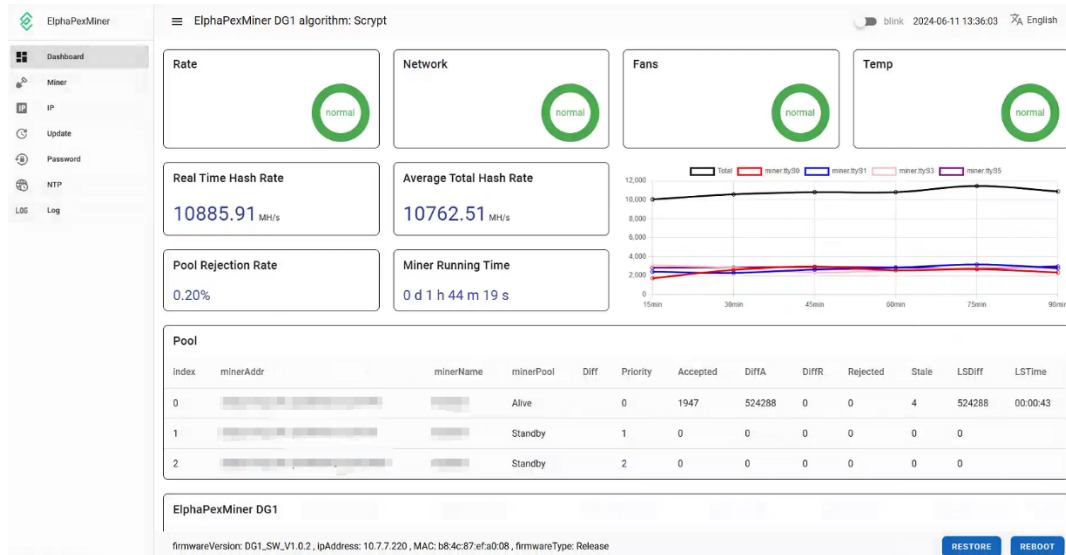 ElphaPexMiner
ElphaPexMiner DG1 algorithm: Scrypt
blink 2024-06-11 13:36:03 English
Dashboard
Miner
IP IP
Update
Password
NTP
LOG Log
Rate
normal
Network
normal
Fans
normal
Temp
normal
Real Time Hash Rate
10885.91 MH/s
Average Total Hash Rate
10762.51 MH/s
Pool Rejection Rate
0.20%
Miner Running Time
0 d 1 h 44 m 19 s
Total miner.ttyS0 miner.ttyS1 miner.ttyS3 miner.ttyS5
12,000
10,000
8,000
6,000
4,000
2,000
0
15min 30min 45min 60min 75min 90min
Pool
index minerAddr minerName minerPool Diff Priority Accepted DiffA DiffR Rejected Stale LSDiff LSTime
0 Alive 0 1947 524288 0 0 4 524288 00:00:43
1 Standby 1 0 0 0 0 0 0
2 Standby 2 0 0 0 0 0 0
ElphaPexMiner DG1
firmwareVersion: DG1_SW_V1.0.2 , ipAddress: 10.7.7.220 , MAC: b8:4c:87:ef:a0:08 , firmwareType: Release
RESTORE REBOOT